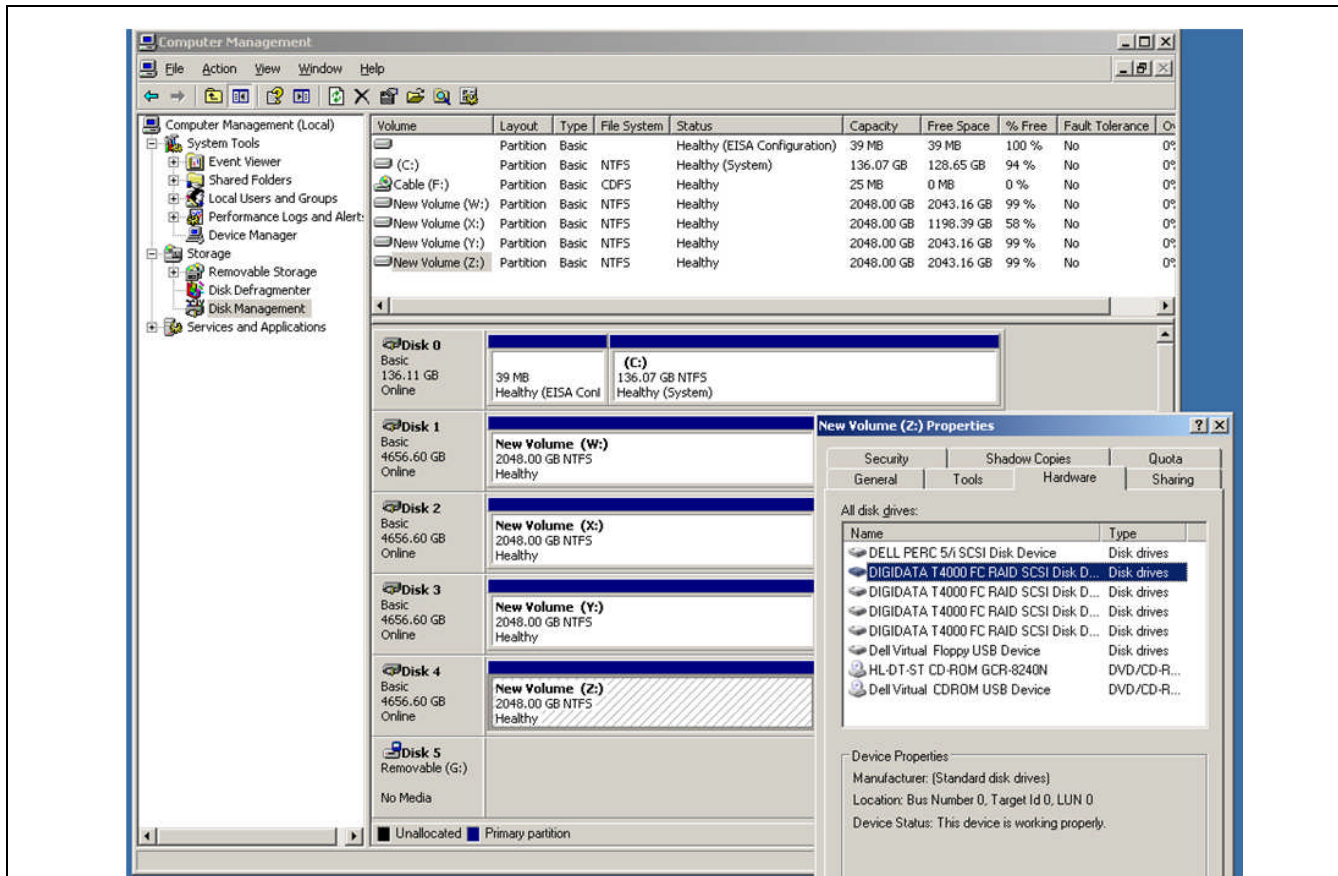 Computer Management
File Action View Window Help
Computer Management (Local)
System Tools
Event Viewer
Shared Folders
Local Users and Groups
Performance Logs and Alert
Device Manager
Storage
Removable Storage
Disk Defragmenter
Disk Management
Services and Applications
Volume Layout Type File System Status Capacity Free Space % Free Fault Tolerance
Partition Basic Healthy (EISA Configuration) 39 MB 39 MB 100 % No
(C:) Partition Basic NTFS Healthy (System) 136.07 GB 128.65 GB 94 % No
Cable (F:) Partition Basic CDFS Healthy 25 MB 0 MB 0 % No
New Volume (W:) Partition Basic NTFS Healthy 2048.00 GB 2043.16 GB 99 % No
New Volume (X:) Partition Basic NTFS Healthy 2048.00 GB 1198.39 GB 58 % No
New Volume (Y:) Partition Basic NTFS Healthy 2048.00 GB 2043.16 GB 99 % No
New Volume (Z:) Partition Basic NTFS Healthy 2048.00 GB 2043.16 GB 99 % No
Disk 0
Basic
136.11 GB
Online
39 MB
Healthy (EISA Conf
(C:)
136.07 GB NTFS
Healthy (System)
Disk 1
Basic
4656.60 GB
Online
New Volume (W:)
2048.00 GB NTFS
Healthy
Disk 2
Basic
4656.60 GB
Online
New Volume (X:)
2048.00 GB NTFS
Healthy
Disk 3
Basic
4656.60 GB
Online
New Volume (Y:)
2048.00 GB NTFS
Healthy
Disk 4
Basic
4656.60 GB
Online
New Volume (Z:)
2048.00 GB NTFS
Healthy
Disk 5
Removable (G:)
No Media
Unallocated Primary partition
New Volume (Z:) Properties
Security Shadow Copies Quota
General Tools Hardware Sharing
All disk drives:
Name Type
DELL PERC 5/i SCSI Disk Device Disk drives
DIGIDATA T4000 FC RAID SCSI Disk D... Disk drives
DIGIDATA T4000 FC RAID SCSI Disk D... Disk drives
DIGIDATA T4000 FC RAID SCSI Disk D... Disk drives
DIGIDATA T4000 FC RAID SCSI Disk D... Disk drives
Dell Virtual Floppy USB Device Disk drives
HL-DT-ST CD-ROM GCR-8240N DVD/CD-R...
Dell Virtual CDROM USB Device DVD/CD-R...
Device Properties
Manufacturer: (Standard disk drives)
Location: Bus Number 0, Target Id 0, LUN 0
Device Status: This device is working properly.